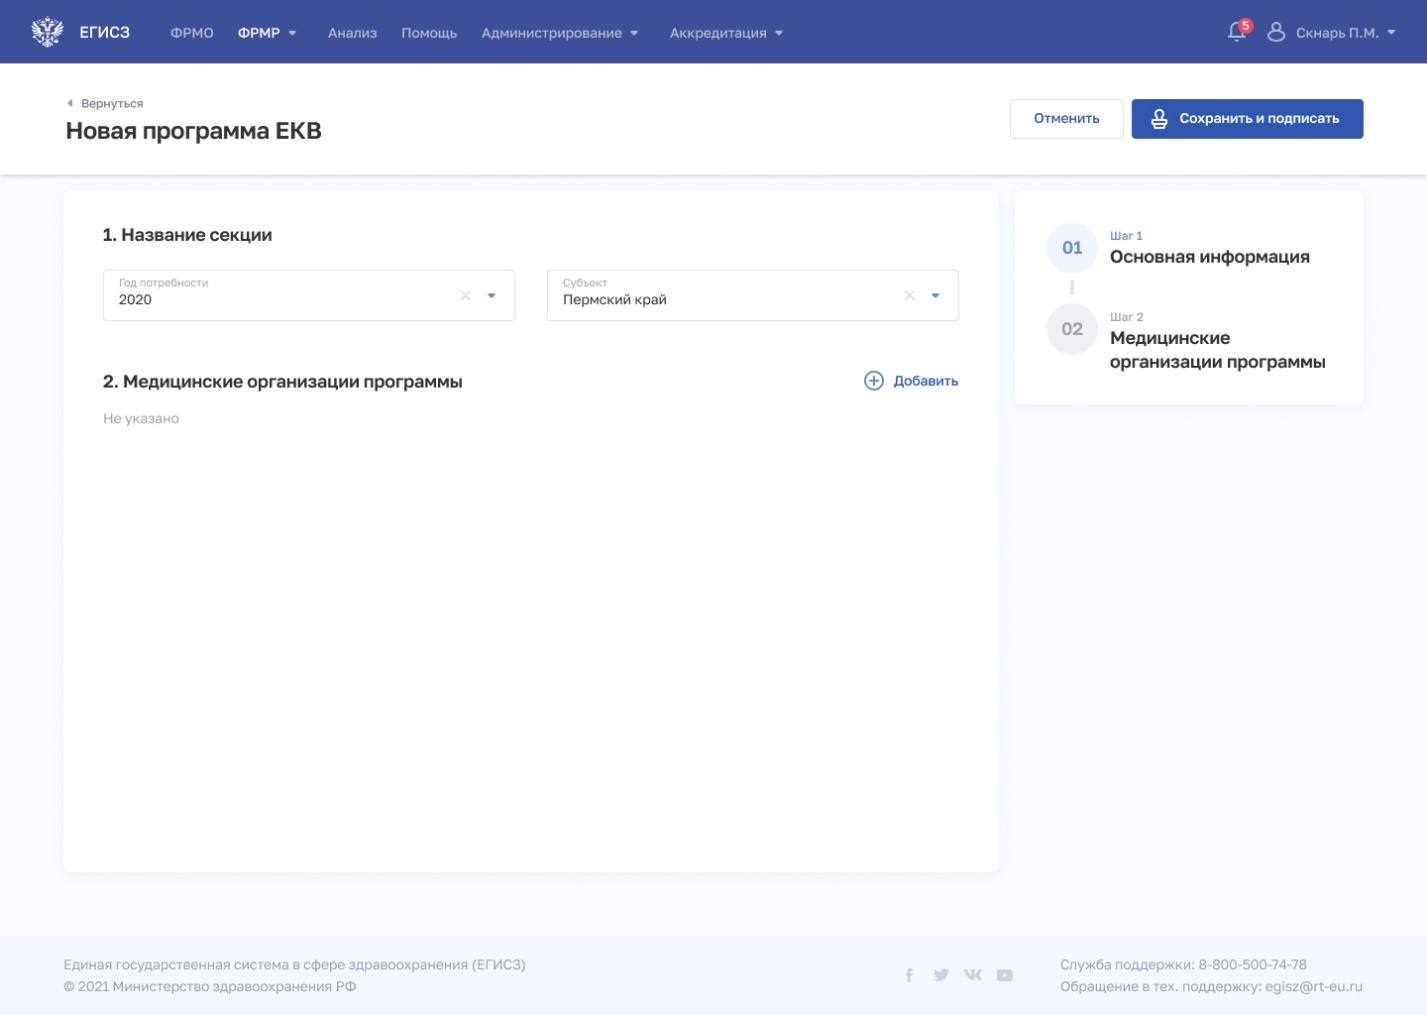 ЕГИСЗ
ФРМО
ФРМР
Анализ
Помощь
Администрирование
Аккредитация
5
Скнарь П.М.
Вернуться
Новая программа ЕКВ
Отменить
Сохранить и подписать
1. Название секции
Год потребности
2020
Субъект
Пермский край
2. Медицинские организации программы
Добавить
Не указано
01
Шаг 1
Основная информация
02
Шаг 2
Медицинские
организации программы
Единая государственная система в сфере здравоохранения (ЕГИСЗ)
© 2021 Министерство здравоохранения РФ
Служба поддержки: 8-800-500-74-78
Обращение в тех. поддержку: egisz@rt-eu.ru